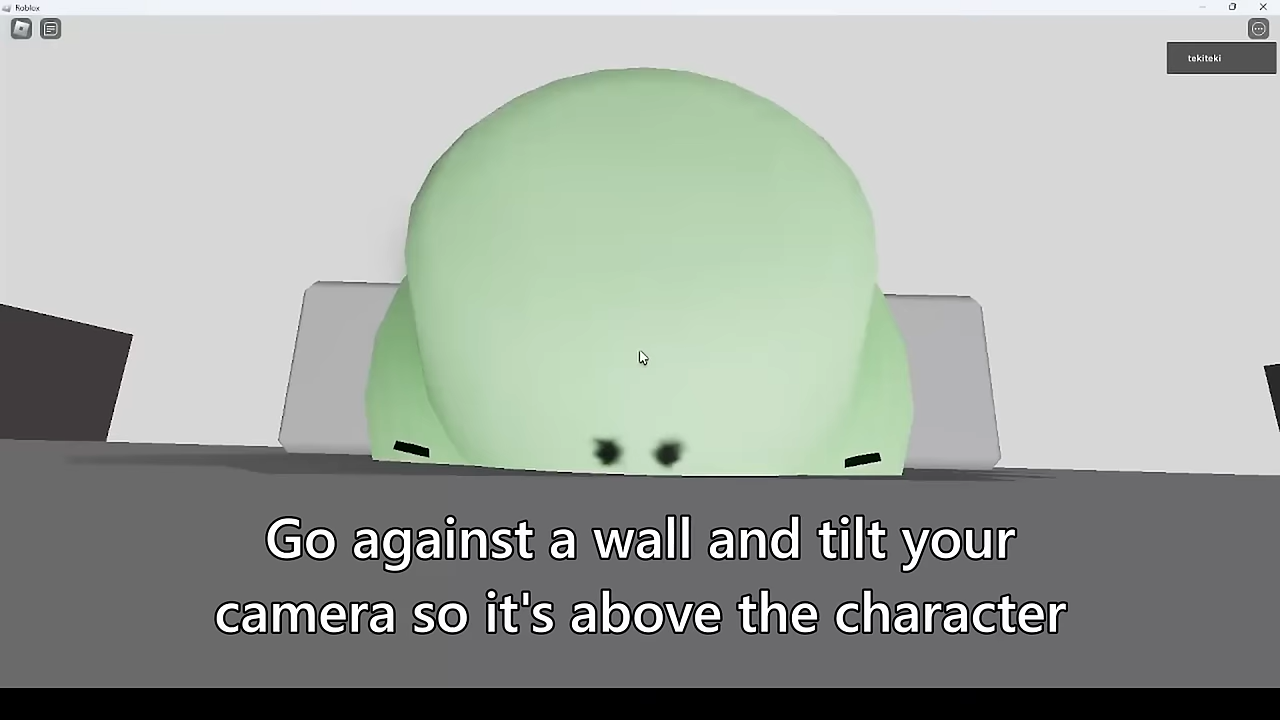 Roblox
tekiteki
Go against a wall and tilt your
camera so it's above the character